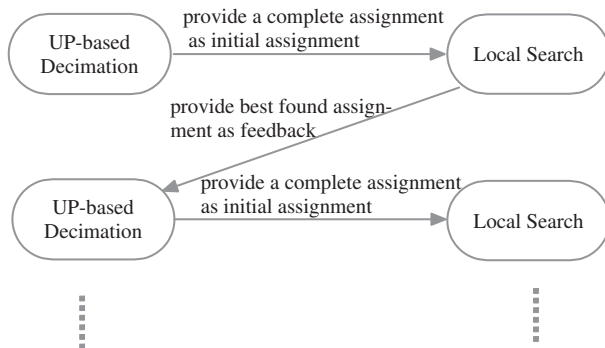 provide a complete assignment
as initial assignment
UP-based
Decimation
Local Search
provide best found assign-
ment as feedback
provide a complete assignment
as initial assignment
UP-based
Decimation
Local Search